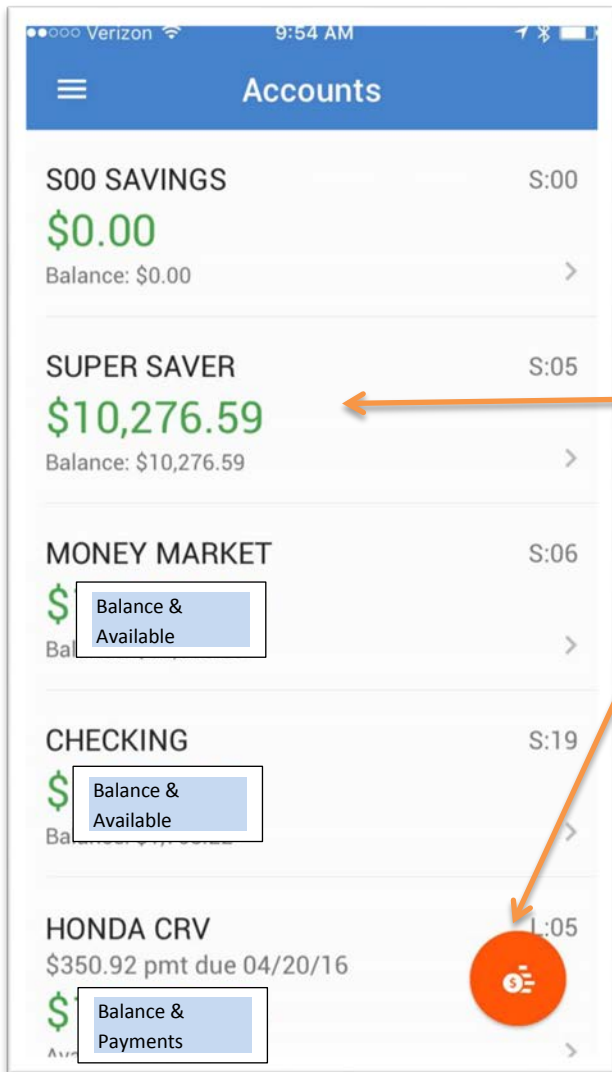 Verizon 9:54 AM
Accounts
S00 SAVINGS S:00
$0.00
Balance: $0.00
SUPER SAVER S:05
$10,276.59
Balance: $10,276.59
MONEY MARKET S:06
$
Balance &
Available
CHECKING S:19
$
Balance &
Available
HONDA CRV L:05
$350.92 pmt due 04/20/16
$
Balance &
Payments